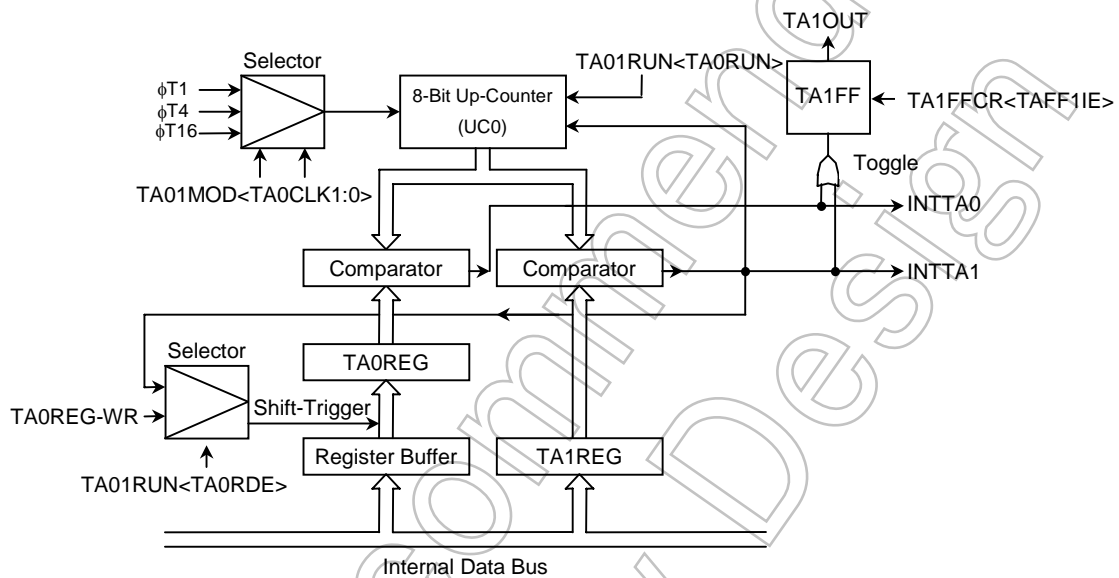 TA1OUT
Selector
TA01RUN<TA0RUN>
ϕT1
ϕT4
ϕT16
8-Bit Up-Counter
(UC0)
TA1FF
TA1FFCR<TAFF1IE>
Toggle
TA01MOD<TA0CLK1:0>
INTTA0
Comparator
Comparator
INTTA1
Selector
TA0REG
TA0REG-WR
Shift-Trigger
Register Buffer
TA1REG
TA01RUN<TA0RDE>
Internal Data Bus